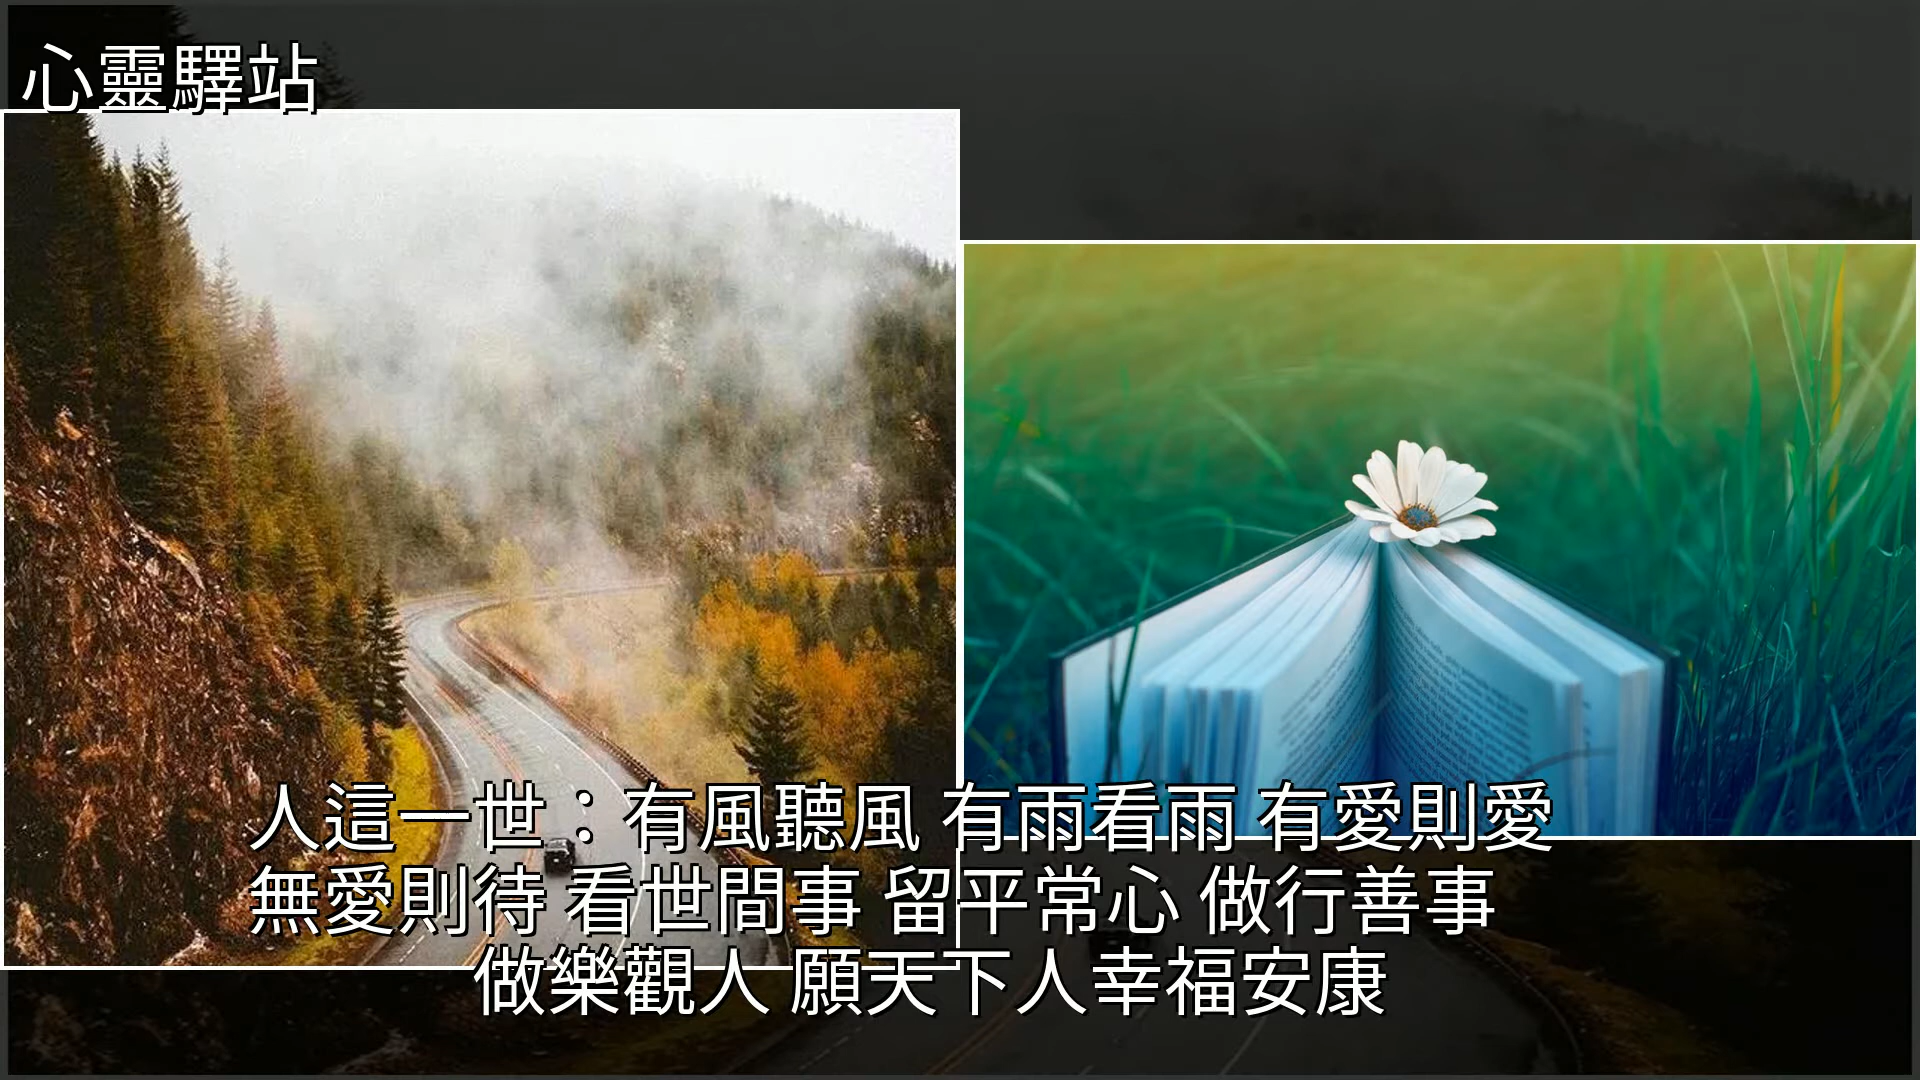 心靈驛站
人這一世：有風聽風 有雨看雨 有愛則愛
無愛則待 看世間事 留平常心 做行善事
做樂觀人 願天下人幸福安康